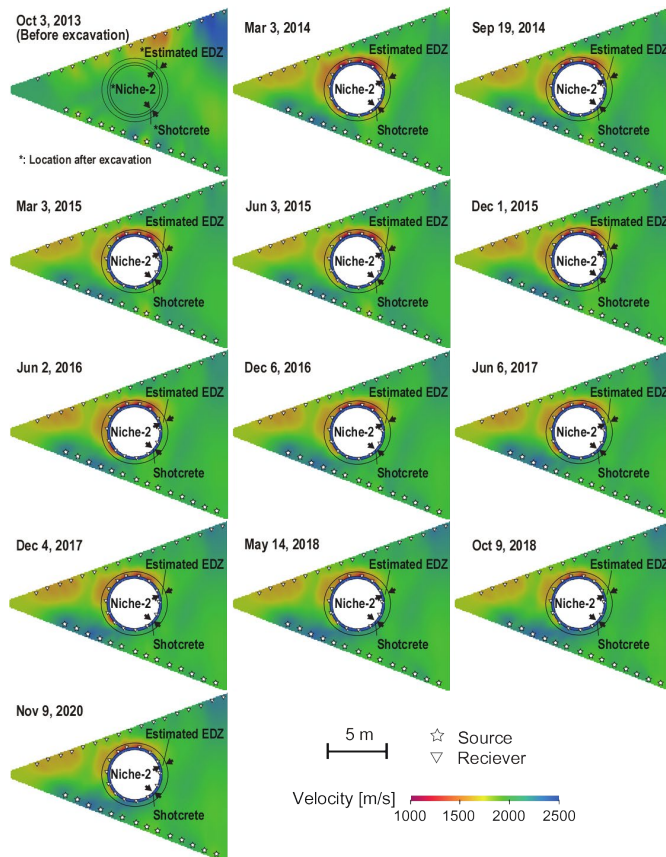 Oct 3, 2013
(Before excavation)
*Estimated EDZ
*Niche-2
*Shotcrete
*: Location after excavation
Mar 3, 2014
Estimated EDZ
Niche-2
Shotcrete
Sep 19, 2014
Estimated EDZ
Niche-2
Shotcrete
Mar 3, 2015
Estimated EDZ
Niche-2
Shotcrete
Jun 3, 2015
Estimated EDZ
Niche-2
Shotcrete
Dec 1, 2015
Estimated EDZ
Niche-2
Shotcrete
Jun 2, 2016
Estimated EDZ
Niche-2
Shotcrete
Dec 6, 2016
Estimated EDZ
Niche-2
Shotcrete
Jun 6, 2017
Estimated EDZ
Niche-2
Shotcrete
Dec 4, 2017
Estimated EDZ
Niche-2
Shotcrete
May 14, 2018
Estimated EDZ
Niche-2
Shotcrete
Oct 9, 2018
Estimated EDZ
Niche-2
Shotcrete
Nov 9, 2020
Estimated EDZ
Niche-2
Shotcrete
5 m
Source
Reciever
Velocity [m/s]
1000 1500 2000 2500